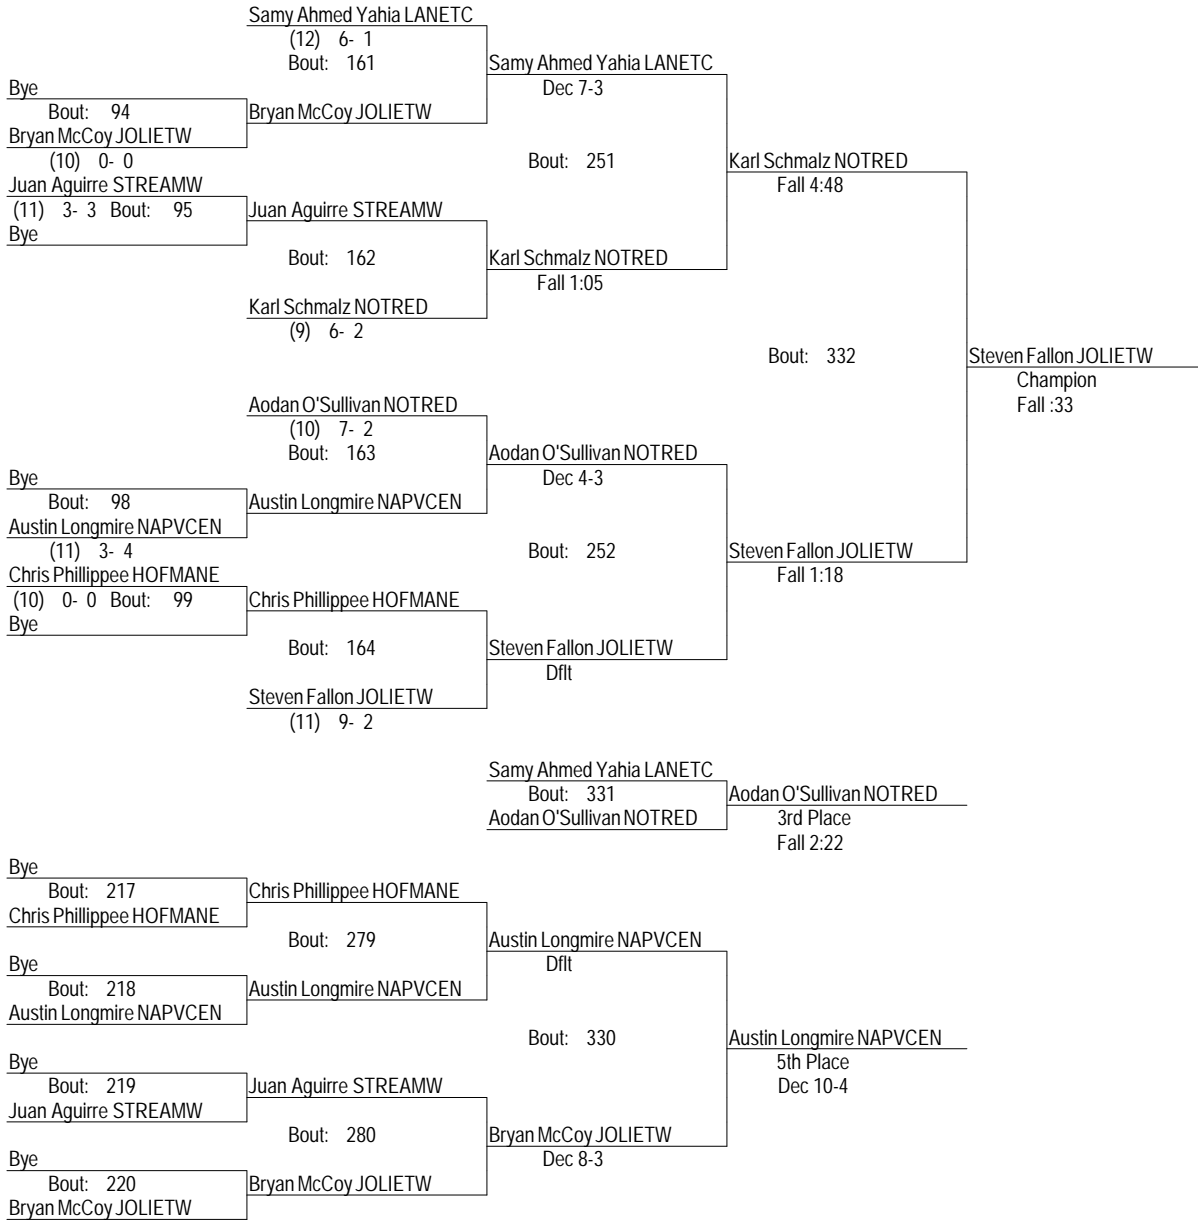 Samy Ahmed Yahia LANETC
(12) 6- 1
Bout: 161
Samy Ahmed Yahia LANETC
Dec 7-3
Bye
Bout: 94
Bryan McCoy JOLIETW
Bryan McCoy JOLIETW
(10) 0- 0
Bout: 251
Karl Schmalz NOTRED
Fall 4:48
Juan Aguirre STREAMW
(11) 3- 3 Bout: 95
Juan Aguirre STREAMW
Bye
Bout: 162
Karl Schmalz NOTRED
Fall 1:05
Karl Schmalz NOTRED
(9) 6- 2
Bout: 332
Steven Fallon JOLIETW
Champion
Fall :33
Aodan O'Sullivan NOTRED
(10) 7- 2
Bout: 163
Aodan O'Sullivan NOTRED
Dec 4-3
Bye
Bout: 98
Austin Longmire NAPVCEN
Austin Longmire NAPVCEN
(11) 3- 4
Bout: 252
Steven Fallon JOLIETW
Fall 1:18
Chris Phillippee HOFMANE
(10) 0- 0 Bout: 99
Chris Phillippee HOFMANE
Bye
Bout: 164
Steven Fallon JOLIETW
Dflt
Steven Fallon JOLIETW
(11) 9- 2
Samy Ahmed Yahia LANETC
Bout: 331
Aodan O'Sullivan NOTRED
Aodan O'Sullivan NOTRED
3rd Place
Fall 2:22
Bye
Bout: 217
Chris Phillippee HOFMANE
Chris Phillippee HOFMANE
Bout: 279
Austin Longmire NAPVCEN
Dflt
Bye
Bout: 218
Austin Longmire NAPVCEN
Austin Longmire NAPVCEN
Bout: 330
Austin Longmire NAPVCEN
5th Place
Dec 10-4
Bye
Bout: 219
Juan Aguirre STREAMW
Juan Aguirre STREAMW
Bout: 280
Bryan McCoy JOLIETW
Dec 8-3
Bye
Bout: 220
Bryan McCoy JOLIETW
Bryan McCoy JOLIETW